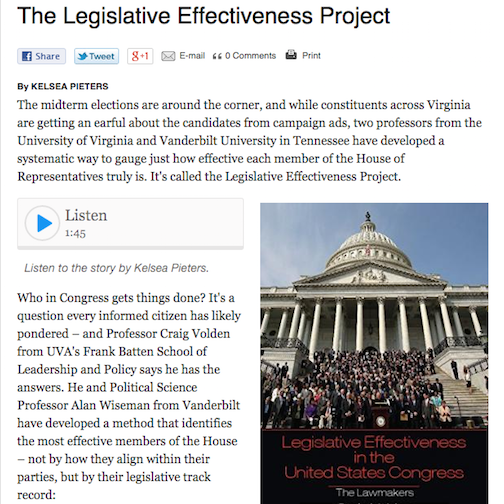 The Legislative Effectiveness Project
Share Tweet +1 E-mail 0 Comments Print
By KELSEA PIETERS
The midterm elections are around the corner, and while constituents across Virginia
are getting an earful about the candidates from campaign ads, two professors from the
University of Virginia and Vanderbilt University in Tennessee have developed a
systematic way to gauge just how effective each member of the House of
Representatives truly is. It's called the Legislative Effectiveness Project.
Listen
1:45
Listen to the story by Kelsea Pieters.
Who in Congress gets things done? It's a
question every informed citizen has likely
pondered – and Professor Craig Volden
from UVA's Frank Batten School of
Leadership and Policy says he has the
answers. He and Political Science
Professor Alan Wiseman from Vanderbilt
have developed a method that identifies
the most effective members of the House
– not by how they align within their
parties, but by their legislative track
record:
Legislative Effectiveness
in the
United States Congress
The Lawmakers